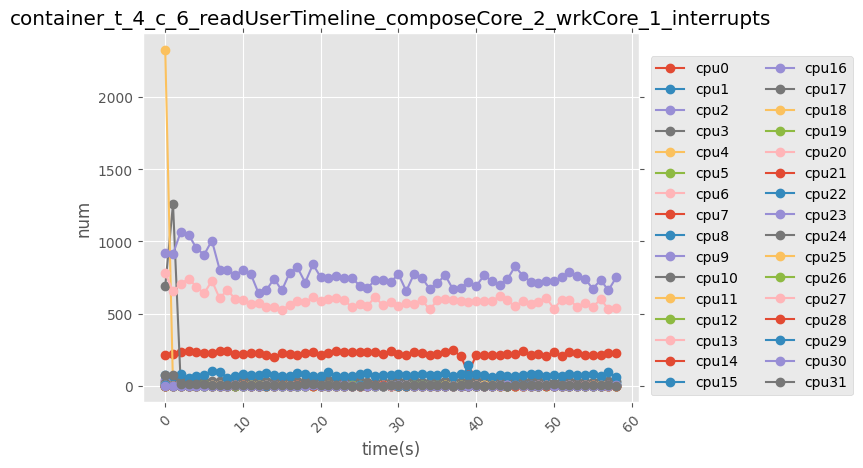 container_t_4_c_6_readUserTimeline_composeCore_2_wrkCore_1_interrupts
num
2000
1500
1000
500
0
0
10
20
30
40
50
60
time(s)
cpu0
cpu1
cpu2
cpu3
cpu4
cpu5
cpu6
cpu7
cpu8
cpu9
cpu10
cpu11
cpu12
cpu13
cpu14
cpu15
cpu16
cpu17
cpu18
cpu19
cpu20
cpu21
cpu22
cpu23
cpu24
cpu25
cpu26
cpu27
cpu28
cpu29
cpu30
cpu31